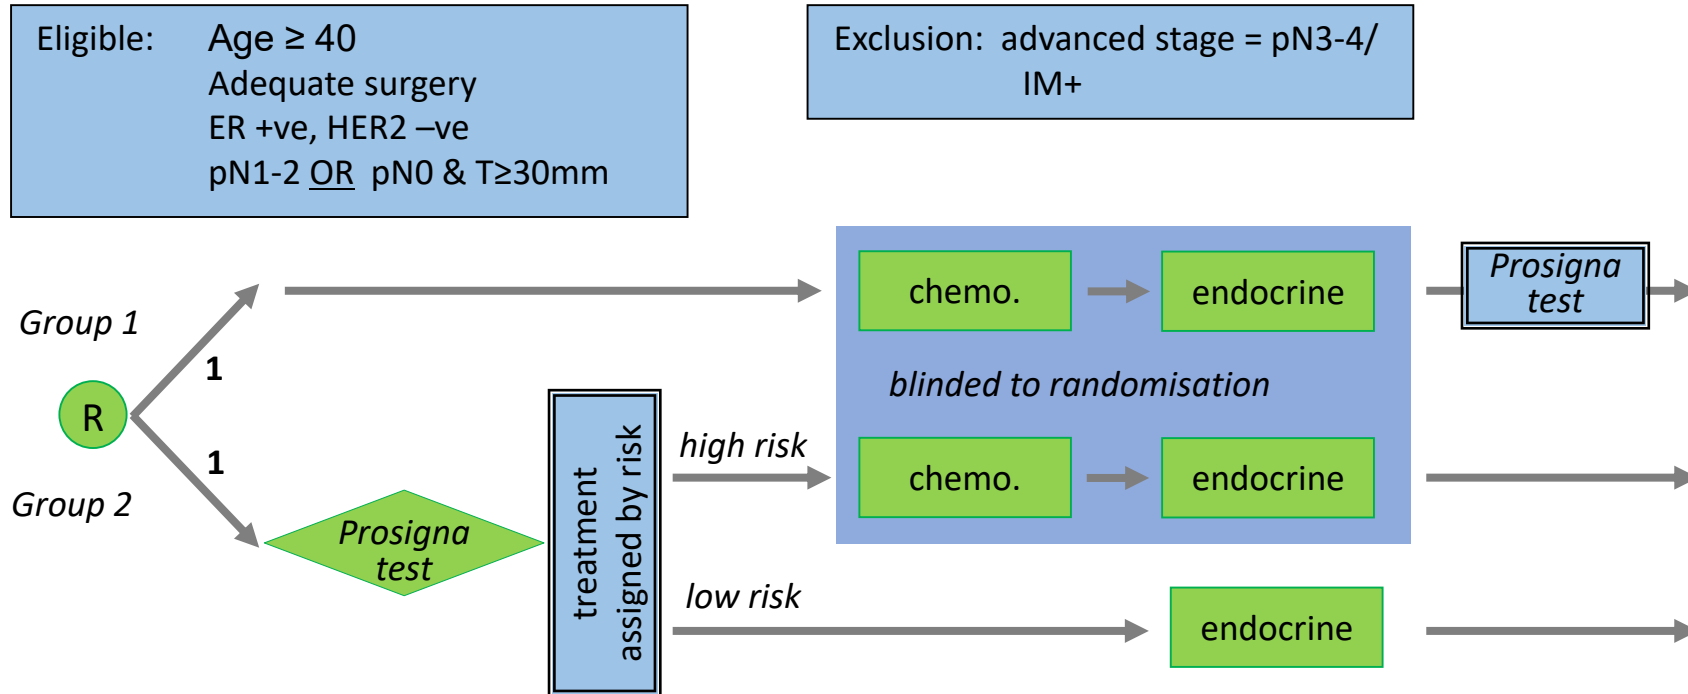 Eligible: Age ≥ 40
Adequate surgery
ER +ve, HER2 –ve
pN1-2 OR pN0 & T≥30mm
Exclusion: advanced stage = pN3-4/
IM+
Group 1
1
chemo.
endocrine
Prosigna
test
blinded to randomisation
R
1
Group 2
Prosigna
test
treatment
assigned by risk
high risk
chemo.
endocrine
low risk
endocrine